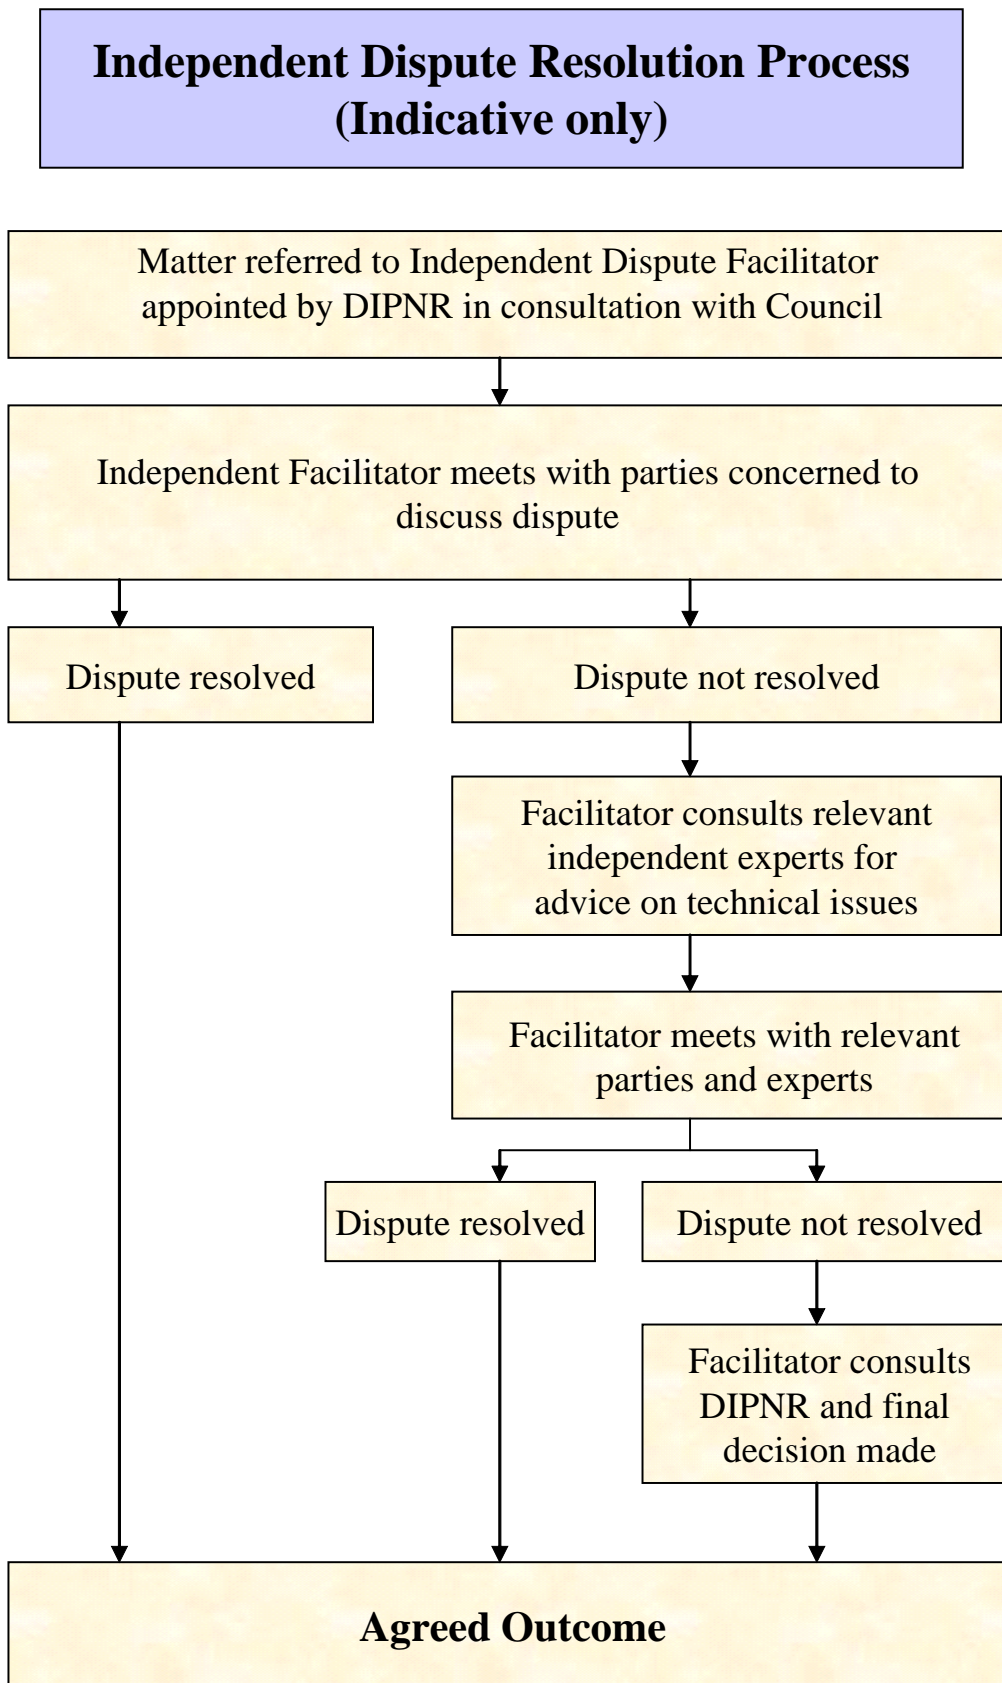 Independent Dispute Resolution Process
(Indicative only)
Matter referred to Independent Dispute Facilitator
appointed by DIPNR in consultation with Council
Independent Facilitator meets with parties concerned to
discuss dispute
Dispute resolved
Dispute not resolved
Facilitator consults relevant
independent experts for
advice on technical issues
Facilitator meets with relevant
parties and experts
Dispute resolved
Dispute not resolved
Facilitator consults
DIPNR and final
decision made
Agreed Outcome